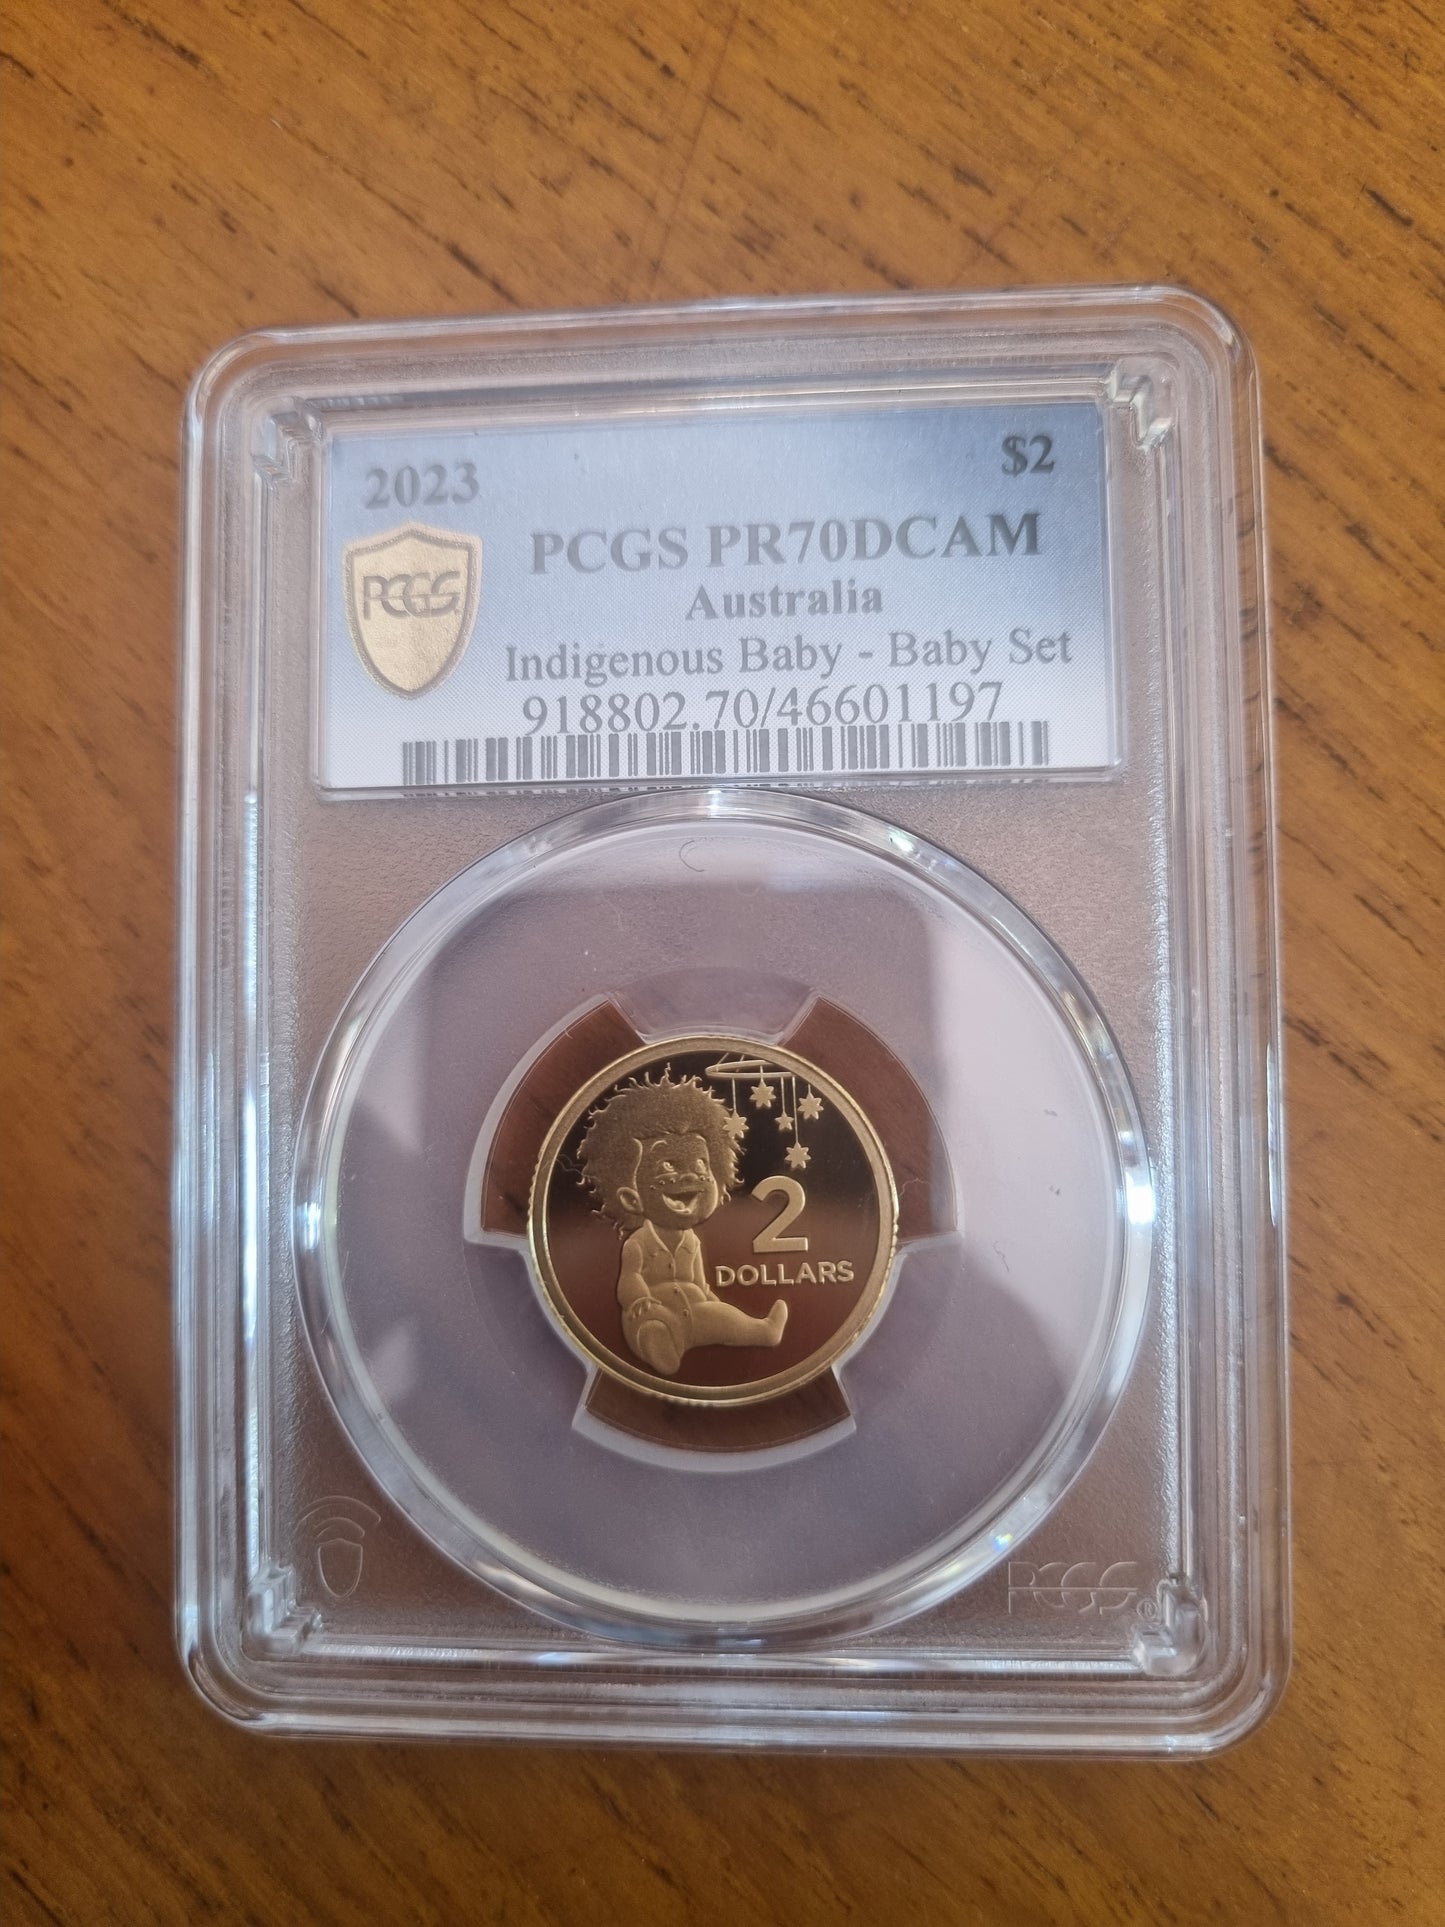 2023 $2
PCGS PR70DCAM
PCGS
Australia
Indigenous Baby - Baby Set
918802.70/46601197
2
DOLLARS
PCGS®